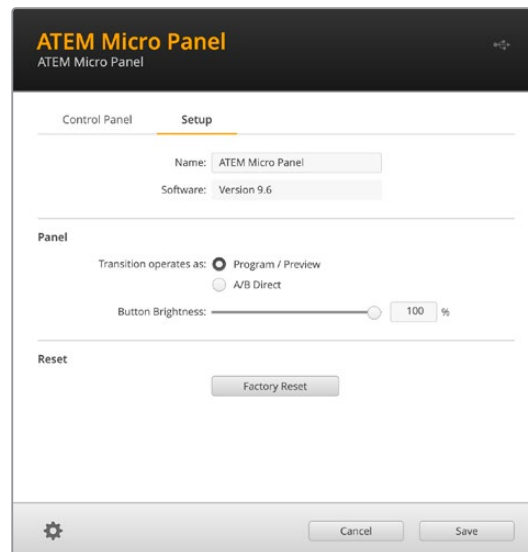 ATEM Micro Panel
ATEM Micro Panel
Control Panel Setup
Name: ATEM Micro Panel
Software: Version 9.6
Panel
Transition operates as: Program / Preview
A/B Direct
Button Brightness: 100 %
Reset
Factory Reset
Cancel Save